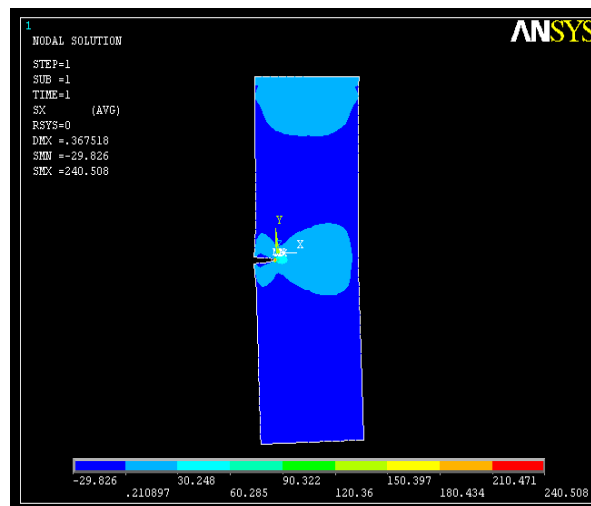 1
ANSYS
NODAL SOLUTION
STEP=1
SUB =1
TIME=1
SX (AVG)
RSYS=0
DMX =.367518
SMN =-29.826
SMX =240.508
Y
X
-29.826 30.248 90.322 150.397 210.471
.210897 60.285 120.36 180.434 240.508